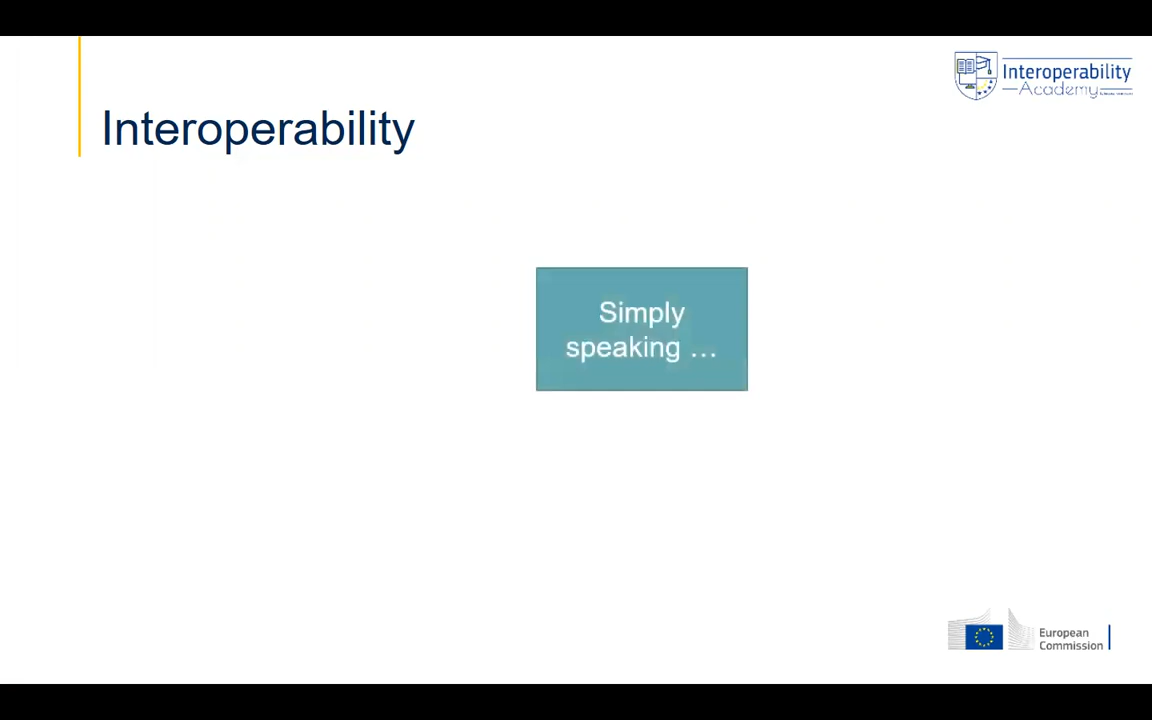 Interoperability
Academy
Interoperability
Simply
speaking …
European
Commission